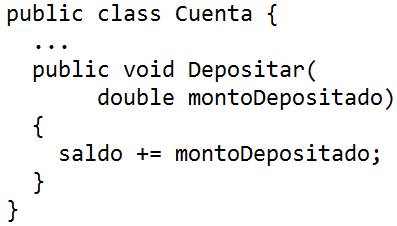 public class Cuenta {
...
public void Depositar(
double montoDepositado)
{
saldo += montoDepositado;
}
}